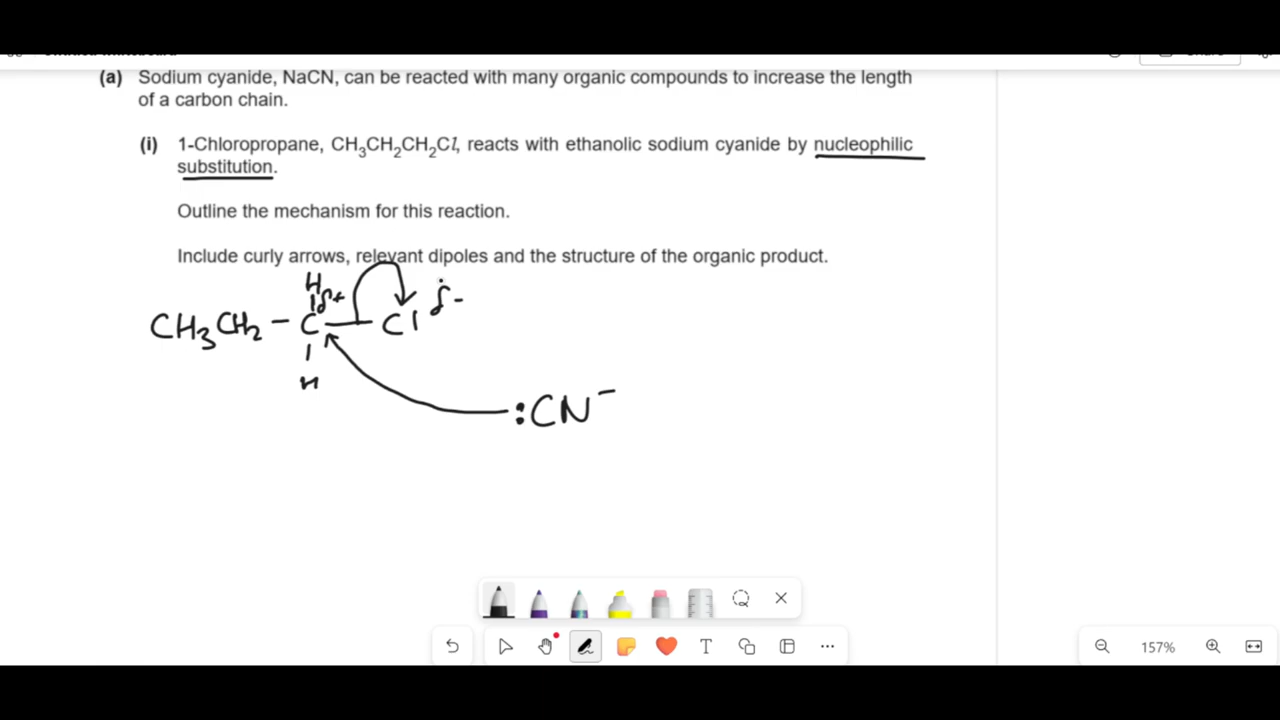 (a) Sodium cyanide, NaCN, can be reacted with many organic compounds to increase the length
of a carbon chain.
(i) 1-Chloropropane, CH₃CH₂CH₂Cl, reacts with ethanolic sodium cyanide by nucleophilic
substitution.
Outline the mechanism for this reaction.
Include curly arrows, relevant dipoles and the structure of the organic product.
H
δ+ δ-
CH₃CH₂ - C — Cl
H
:CN⁻
T
157%